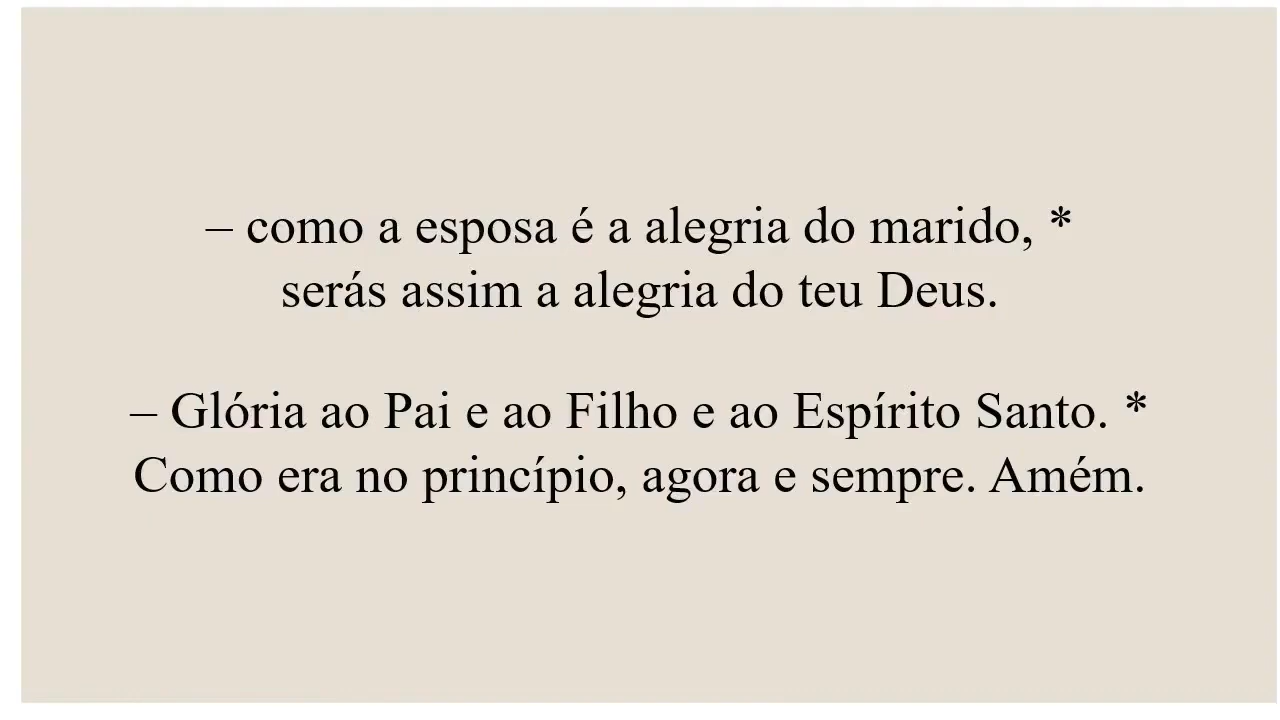 – como a esposa é a alegria do marido, *
serás assim a alegria do teu Deus.
– Glória ao Pai e ao Filho e ao Espírito Santo. *
Como era no princípio, agora e sempre. Amém.